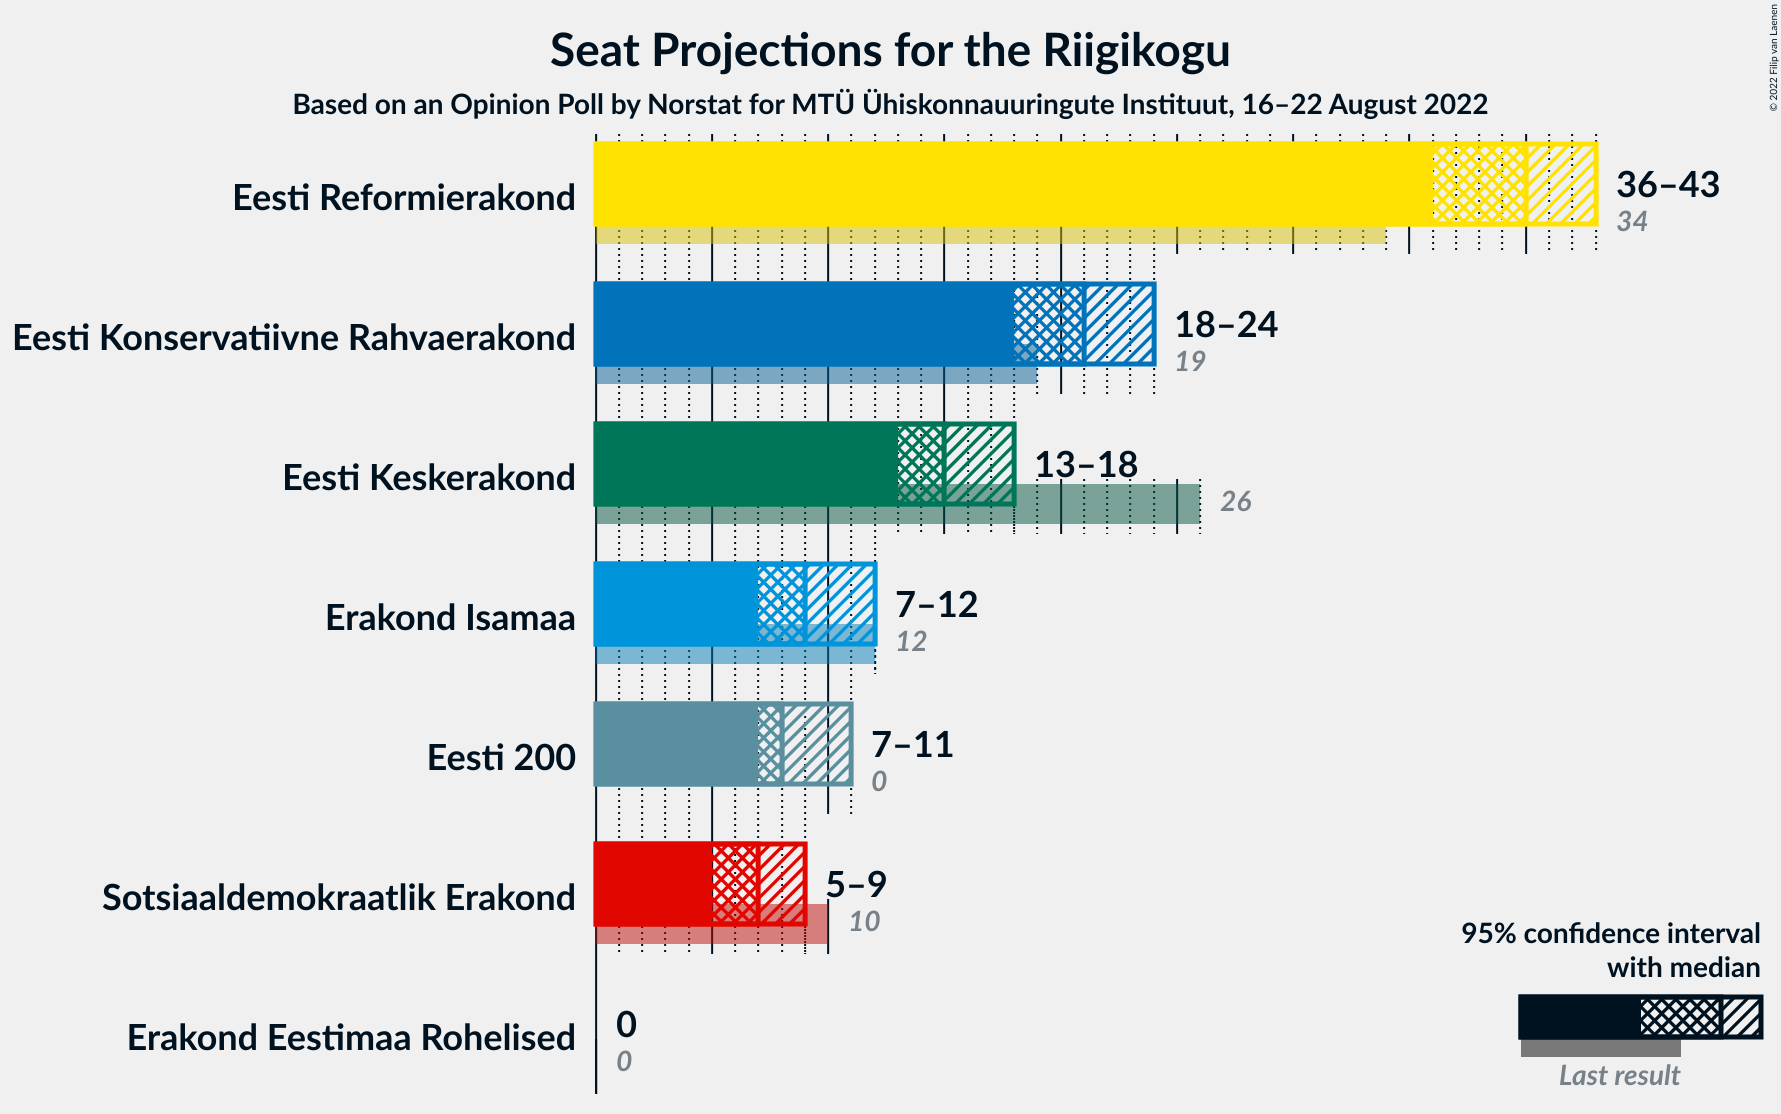 Seat Projections for the Riigikogu
Based on an Opinion Poll by Norstat for MTÜ Ühiskonnauuringute Instituut, 16–22 August 2022
© 2022 Filip van Laenen
Eesti Reformierakond
36–43
34
Eesti Konservatiivne Rahvaerakond
18–24
19
Eesti Keskerakond
13–18
26
Erakond Isamaa
7–12
12
Eesti 200
7–11
0
Sotsiaaldemokraatlik Erakond
5–9
10
Erakond Eestimaa Rohelised
0
0
95% confidence interval
with median
Last result